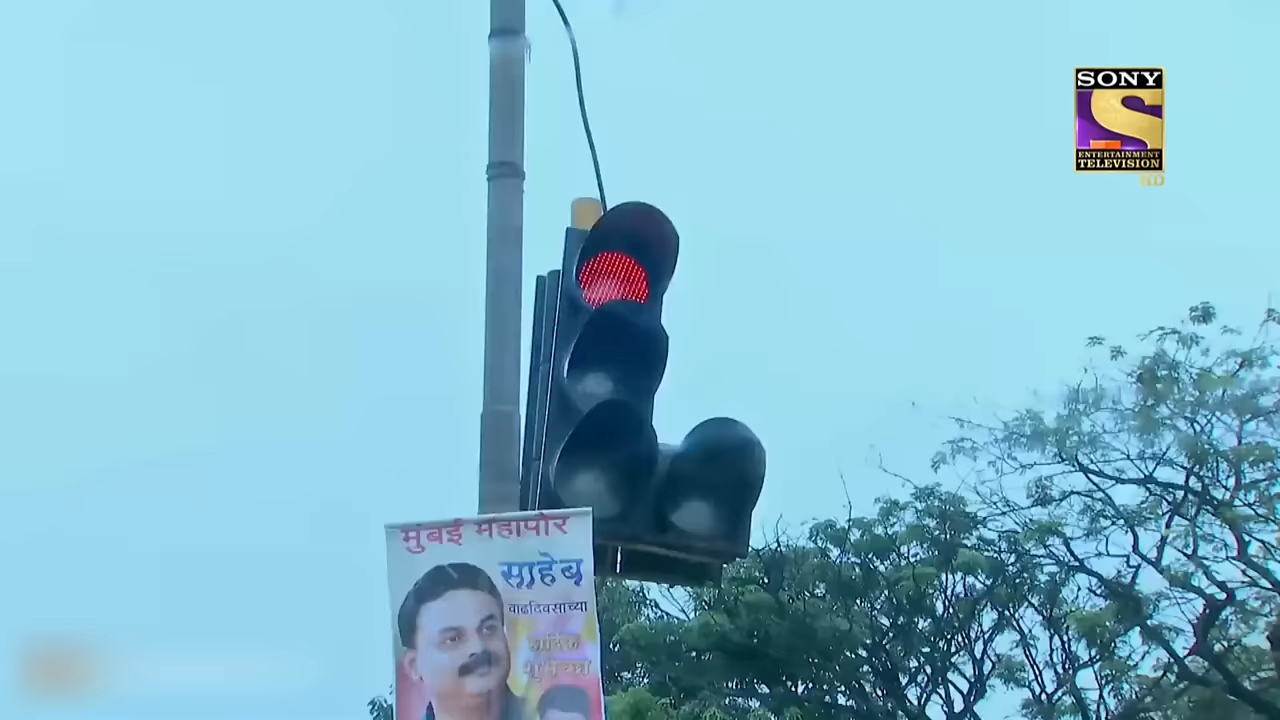 SONY
ENTERTAINMENT
TELEVISION
HD
मुंबई महापौर
साहेब
वाढदिवसाच्या
हार्दिक
शुभेच्छा